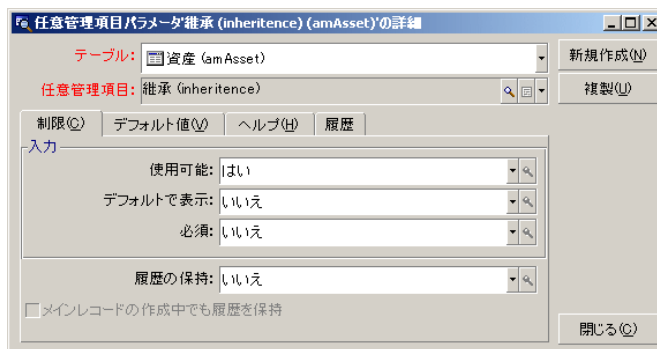 任意管理項目パラメータ'継承 (inheritence) (amAsset)'の詳細
テーブル: 資産 (amAsset)
新規作成(N)
任意管理項目: 継承 (inheritence)
複製(U)
制限(C) デフォルト値(V) ヘルプ(H) 履歴
入力
使用可能: はい
デフォルトで表示: いいえ
必須: いいえ
履歴の保持: いいえ
メインレコードの作成中でも履歴を保持
閉じる(C)